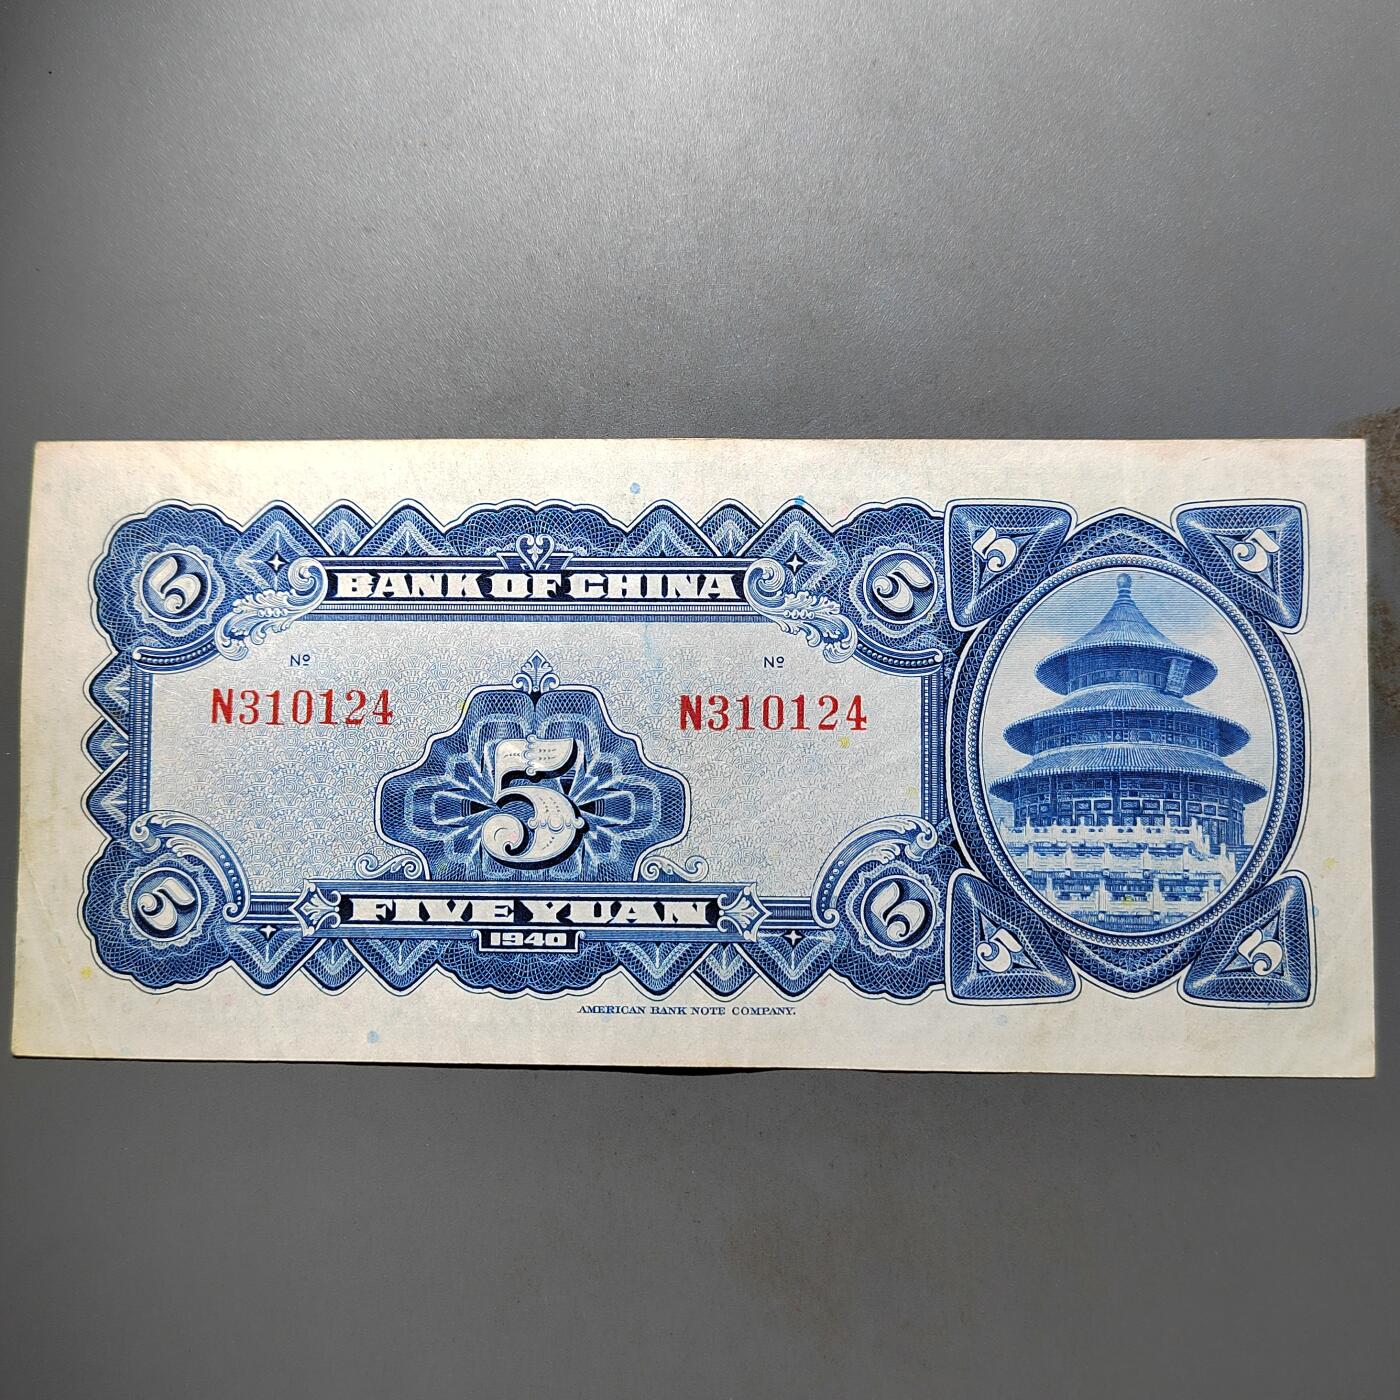 5 5 5 5
BANK OF CHINA
Nº Nº
N310124 N310124
5
5 FIVE YUAN 5 5 5
1940
AMERICAN BANK NOTE COMPANY.